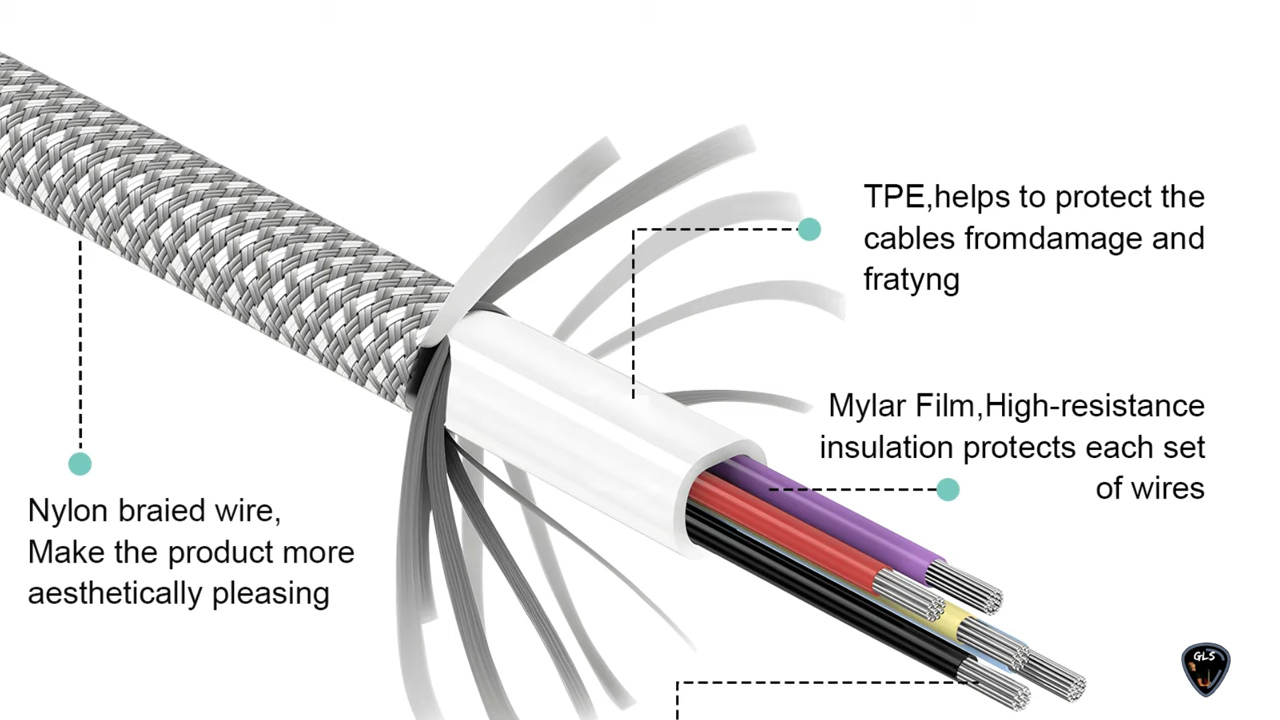 TPE,helps to protect the
cables fromdamage and
fratyng
Mylar Film,High-resistance
insulation protects each set
of wires
Nylon braied wire,
Make the product more
aesthetically pleasing
GLS